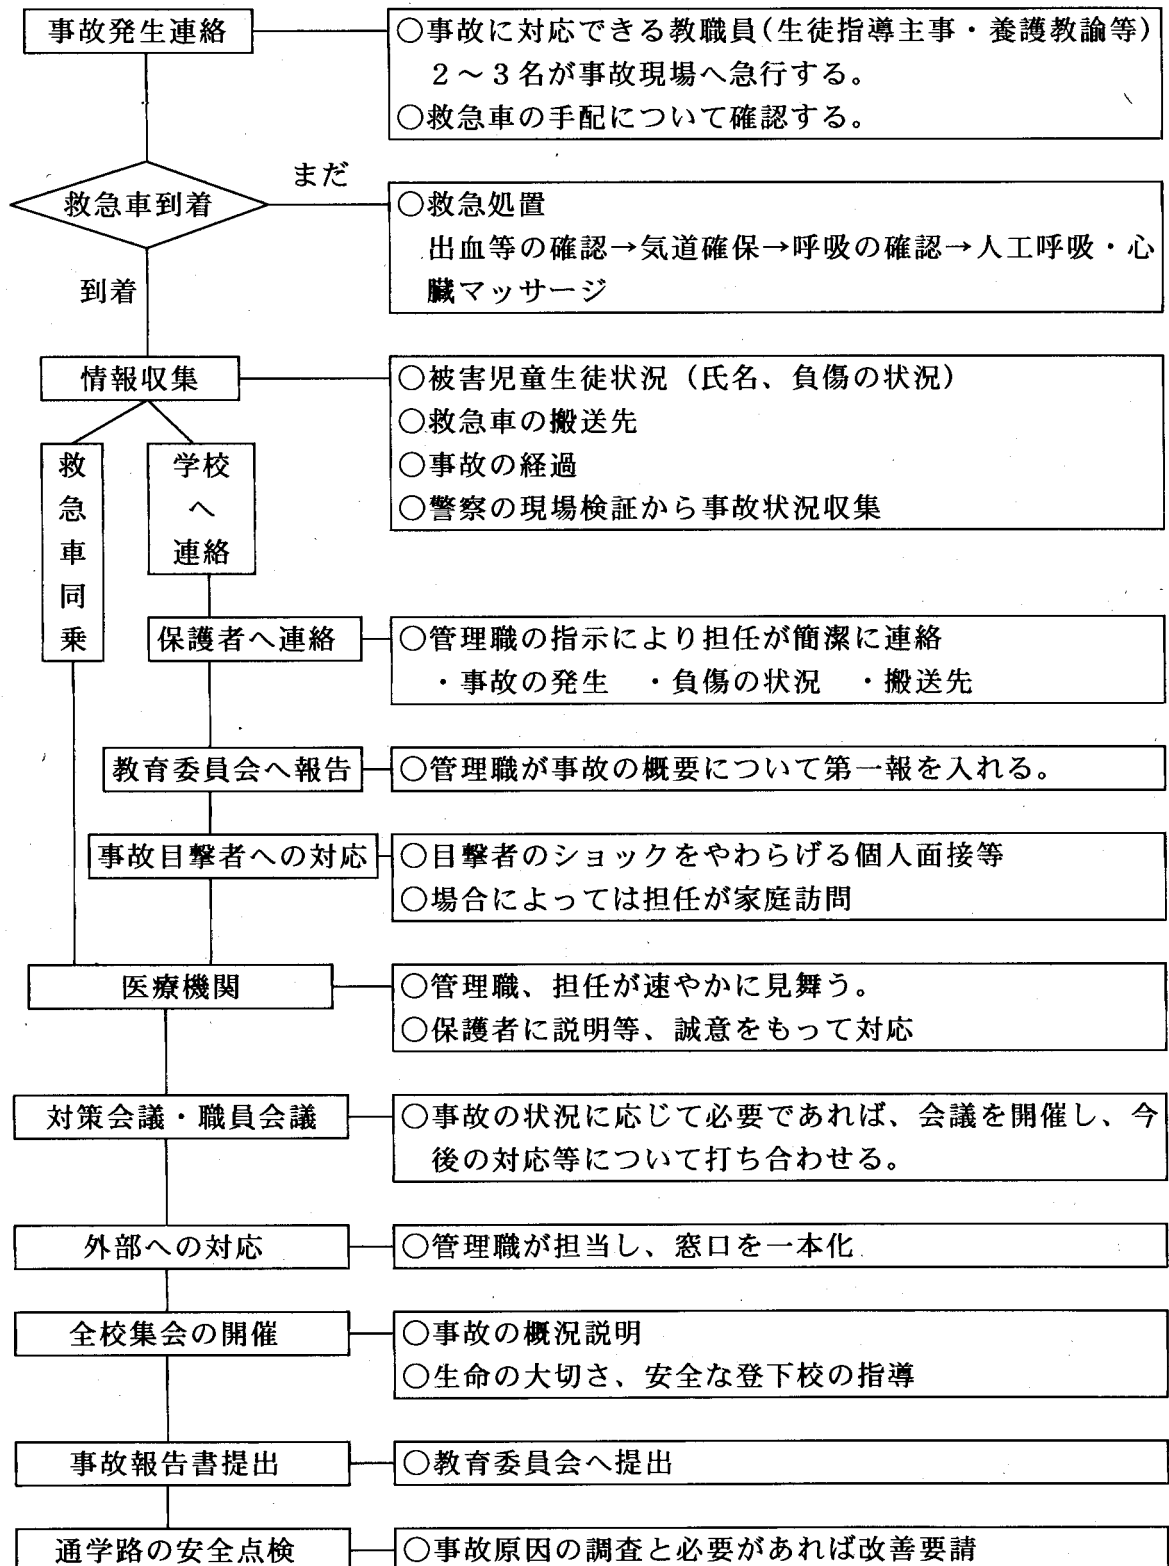 事故発生連絡
○事故に対応できる教職員(生徒指導主事・養護教諭等)
2~3名が事故現場へ急行する。
○救急車の手配について確認する。
救急車到着
まだ
○救急処置
出血等の確認→気道確保→呼吸の確認→人工呼吸・心
臓マッサージ
到着
情報収集
○被害児童生徒状況(氏名、負傷の状況)
○救急車の搬送先
○事故の経過
○警察の現場検証から事故状況収集
救
急
車
同
乗
学校
へ
連絡
保護者へ連絡
○管理職の指示により担任が簡潔に連絡
・事故の発生 ・負傷の状況 ・搬送先
教育委員会へ報告
○管理職が事故の概要について第一報を入れる。
事故目撃者への対応
○目撃者のショックをやわらげる個人面接等
○場合によっては担任が家庭訪問
医療機関
○管理職、担任が速やかに見舞う。
○保護者に説明等、誠意をもって対応
対策会議・職員会議
○事故の状況に応じて必要であれば、会議を開催し、今
後の対応等について打ち合わせる。
外部への対応
○管理職が担当し、窓口を一本化
全校集会の開催
○事故の概況説明
○生命の大切さ、安全な登下校の指導
事故報告書提出
○教育委員会へ提出
通学路の安全点検
○事故原因の調査と必要があれば改善要請